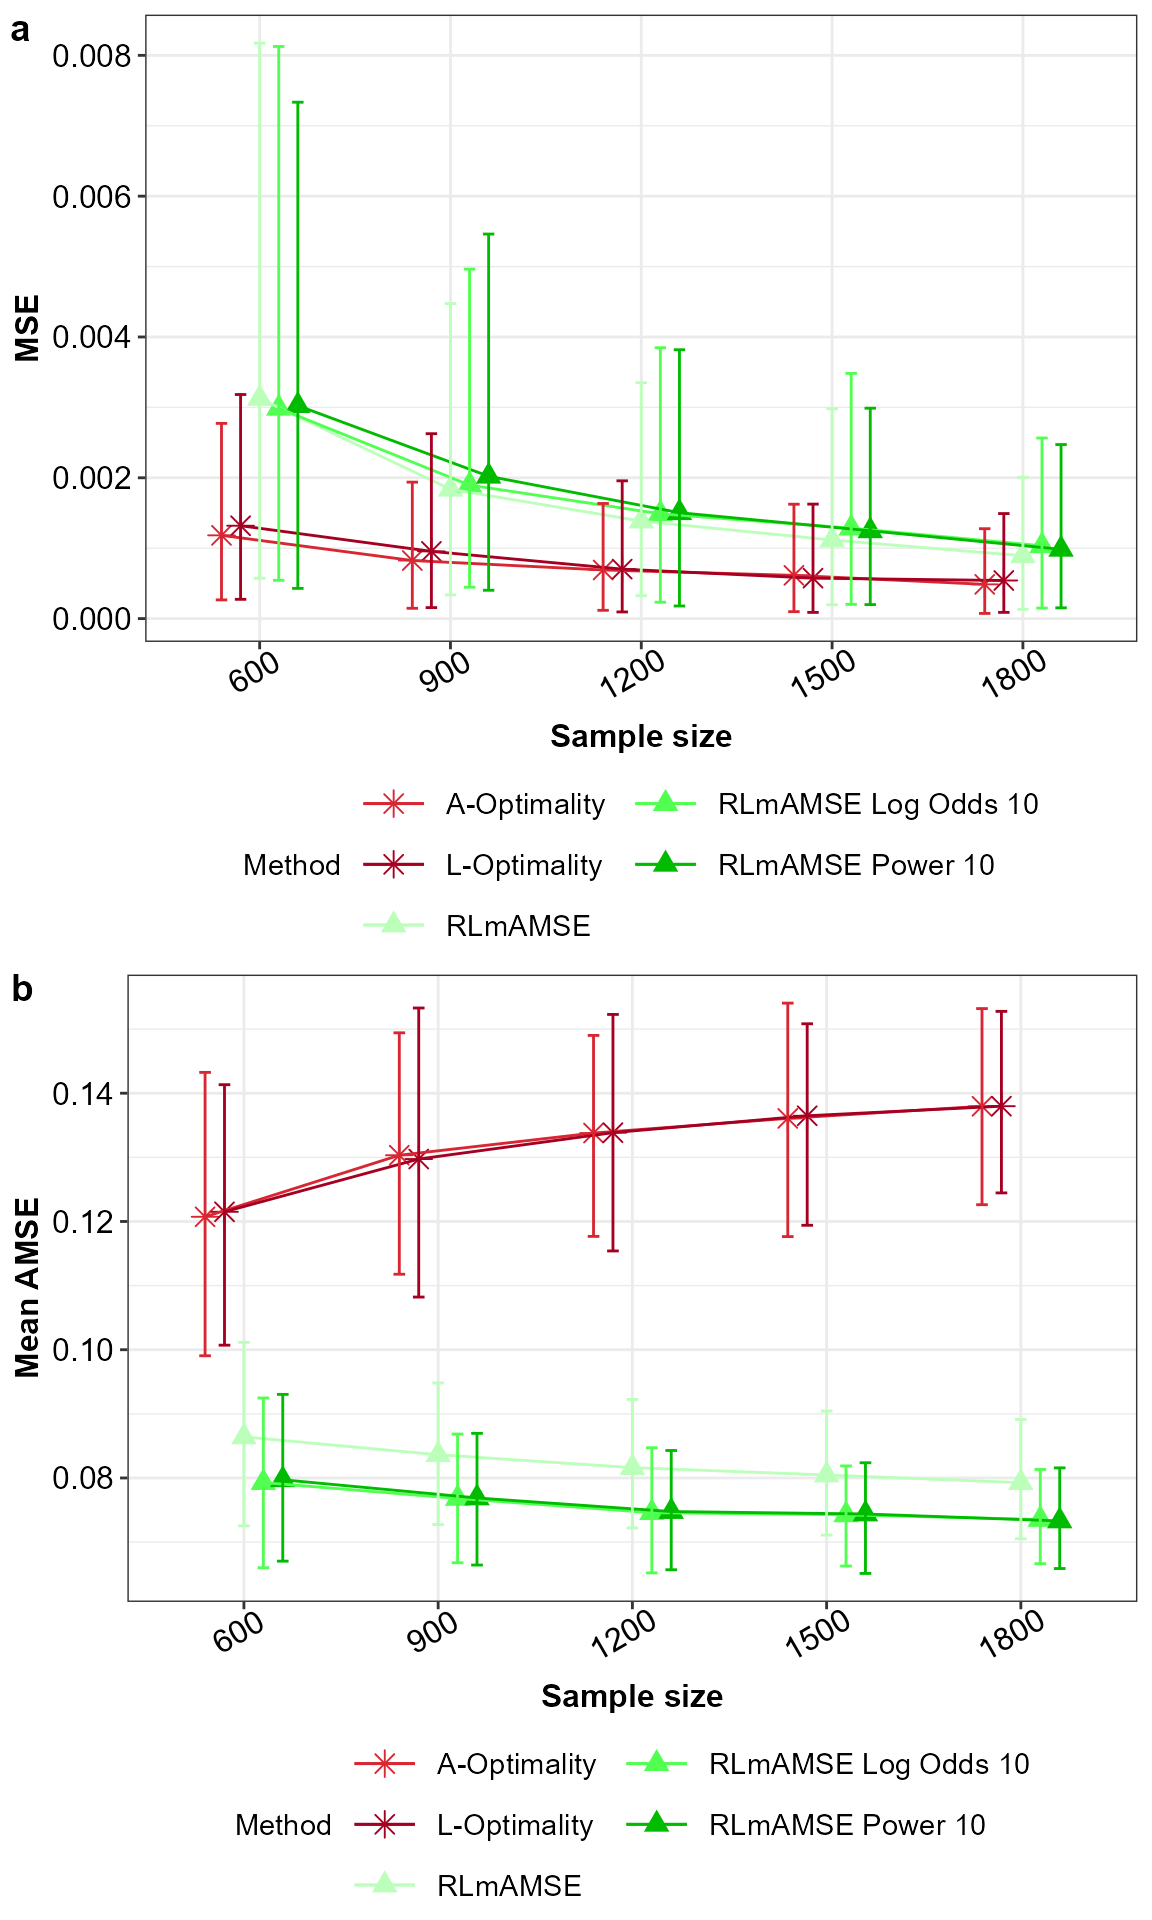 a
0.008
0.006
0.004
0.002
0.000
MSE
600 900 1200 1500 1800
Sample size
A-Optimality RLmAMSE Log Odds 10
Method L-Optimality RLmAMSE Power 10
RLmAMSE
b
0.14
0.12
0.10
0.08
Mean AMSE
600 900 1200 1500 1800
Sample size
A-Optimality RLmAMSE Log Odds 10
Method L-Optimality RLmAMSE Power 10
RLmAMSE